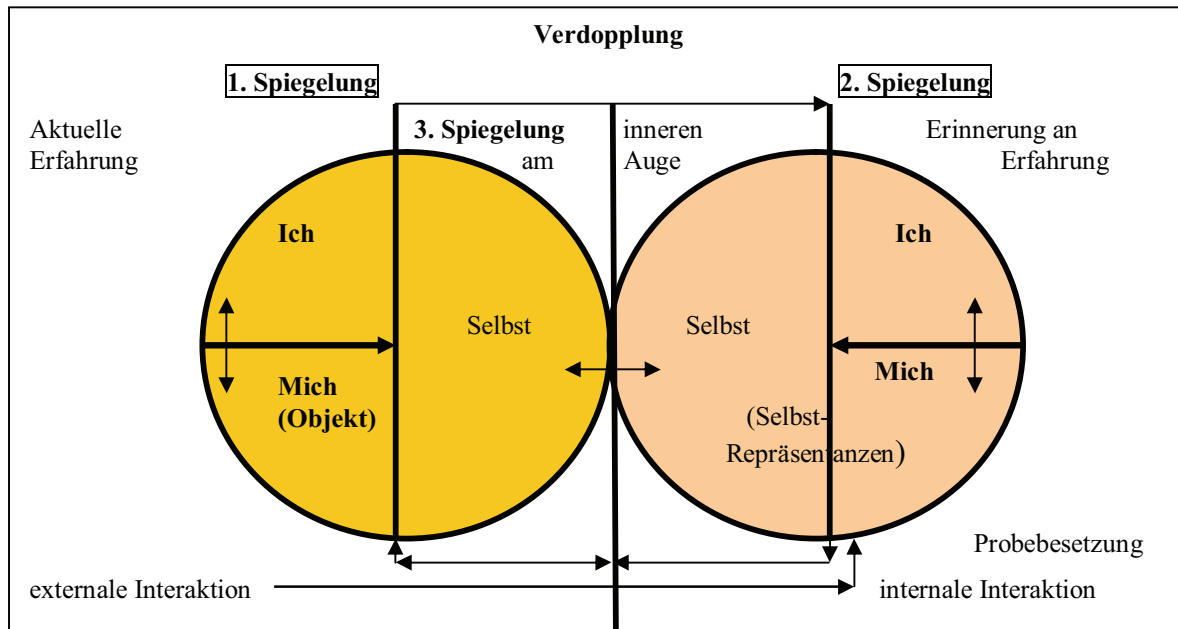 Verdopplung
1. Spiegelung
2. Spiegelung
Aktuelle
Erfahrung
3. Spiegelung
am
inneren
Auge
Erinnerung an
Erfahrung
Ich
Mich
(Objekt)
Selbst
Selbst
(Selbst-
Repräsentanzen)
Ich
Mich
Probebesetzung
externale Interaktion
internale Interaktion